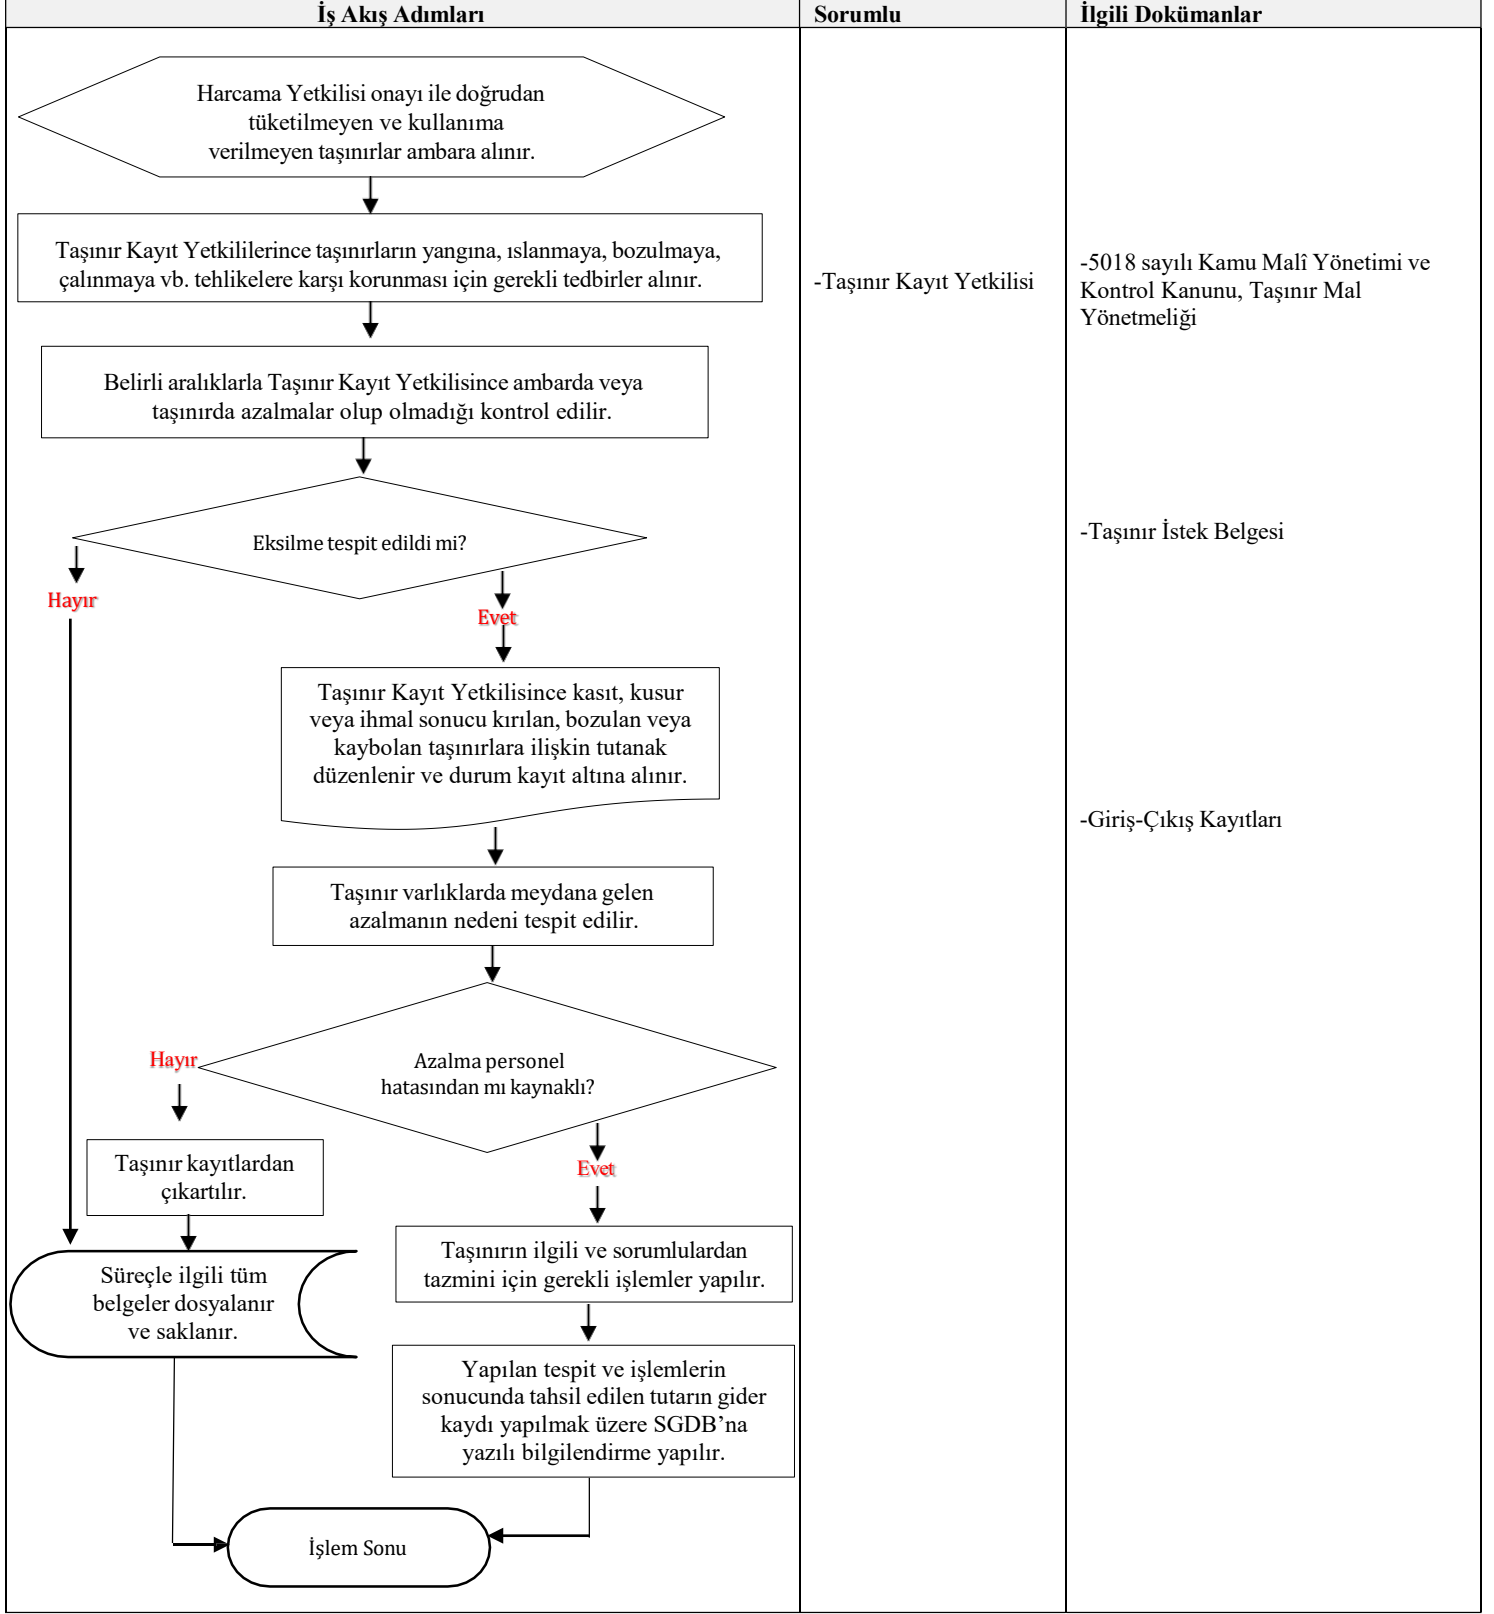 İş Akış Adımları
Sorumlu
İlgili Dokümanlar
Harcama Yetkilisi onayı ile doğrudan
tüketilmeyen ve kullanıma
verilmeyen taşınırlar ambara alınır.
Taşınır Kayıt Yetkililerince taşınırların yangına, ıslanmaya, bozulmaya,
çalınmaya vb. tehlikelere karşı korunması için gerekli tedbirler alınır.
-Taşınır Kayıt Yetkilisi
-5018 sayılı Kamu Malî Yönetimi ve
Kontrol Kanunu, Taşınır Mal
Yönetmeliği
Belirli aralıklarla Taşınır Kayıt Yetkilisince ambarda veya
taşınırda azalmalar olup olmadığı kontrol edilir.
Eksilme tespit edildi mi?
-Taşınır İstek Belgesi
Hayır
Evet
Taşınır Kayıt Yetkilisince kasıt, kusur
veya ihmal sonucu kırılan, bozulan veya
kaybolan taşınırlara ilişkin tutanak
düzenlenir ve durum kayıt altına alınır.
-Giriş-Çıkış Kayıtları
Taşınır varlıklarda meydana gelen
azalmanın nedeni tespit edilir.
Hayır
Azalma personel
hatasından mı kaynaklı?
Evet
Taşınır kayıtlardan
çıkartılır.
Taşınırın ilgili ve sorumlulardan
tazmini için gerekli işlemler yapılır.
Süreçle ilgili tüm
belgeler dosyalanır
ve saklanır.
Yapılan tespit ve işlemlerin
sonucunda tahsil edilen tutarın gider
kaydı yapılmak üzere SGDB’na
yazılı bilgilendirme yapılır.
İşlem Sonu